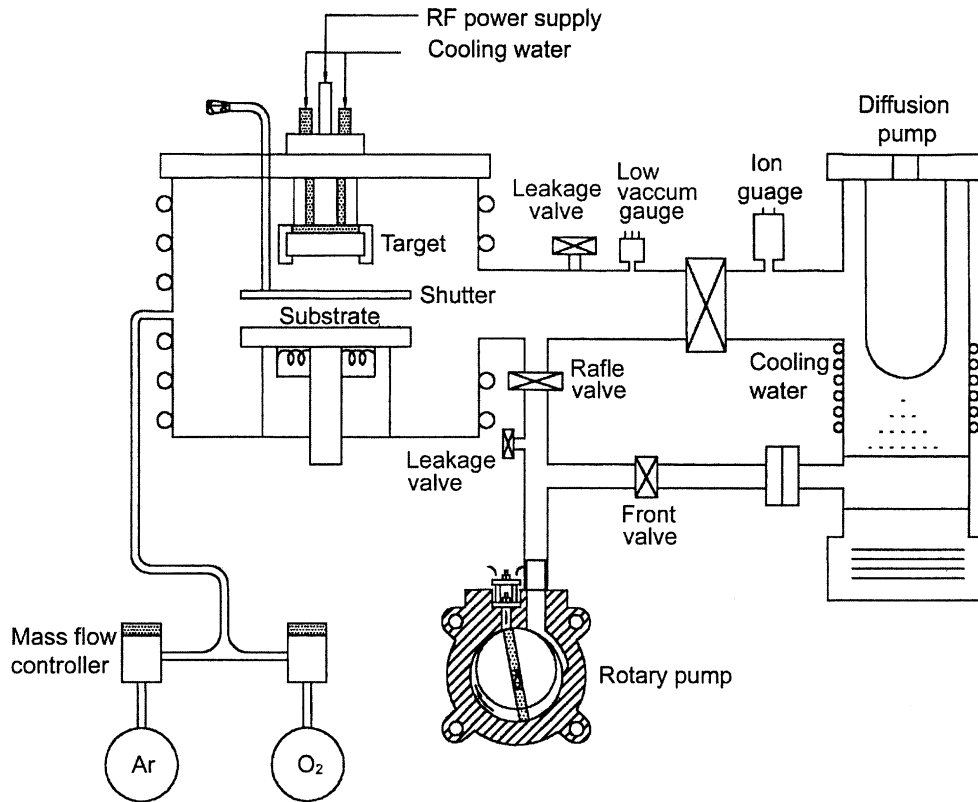 RF power supply
Cooling water
Diffusion
pump
Ion
guage
Low
vaccum
gauge
Leakage
valve
Target
Shutter
Substrate
Rafle
valve
Cooling
water
Leakage
valve
Front
valve
Mass flow
controller
Rotary pump
Ar
O₂